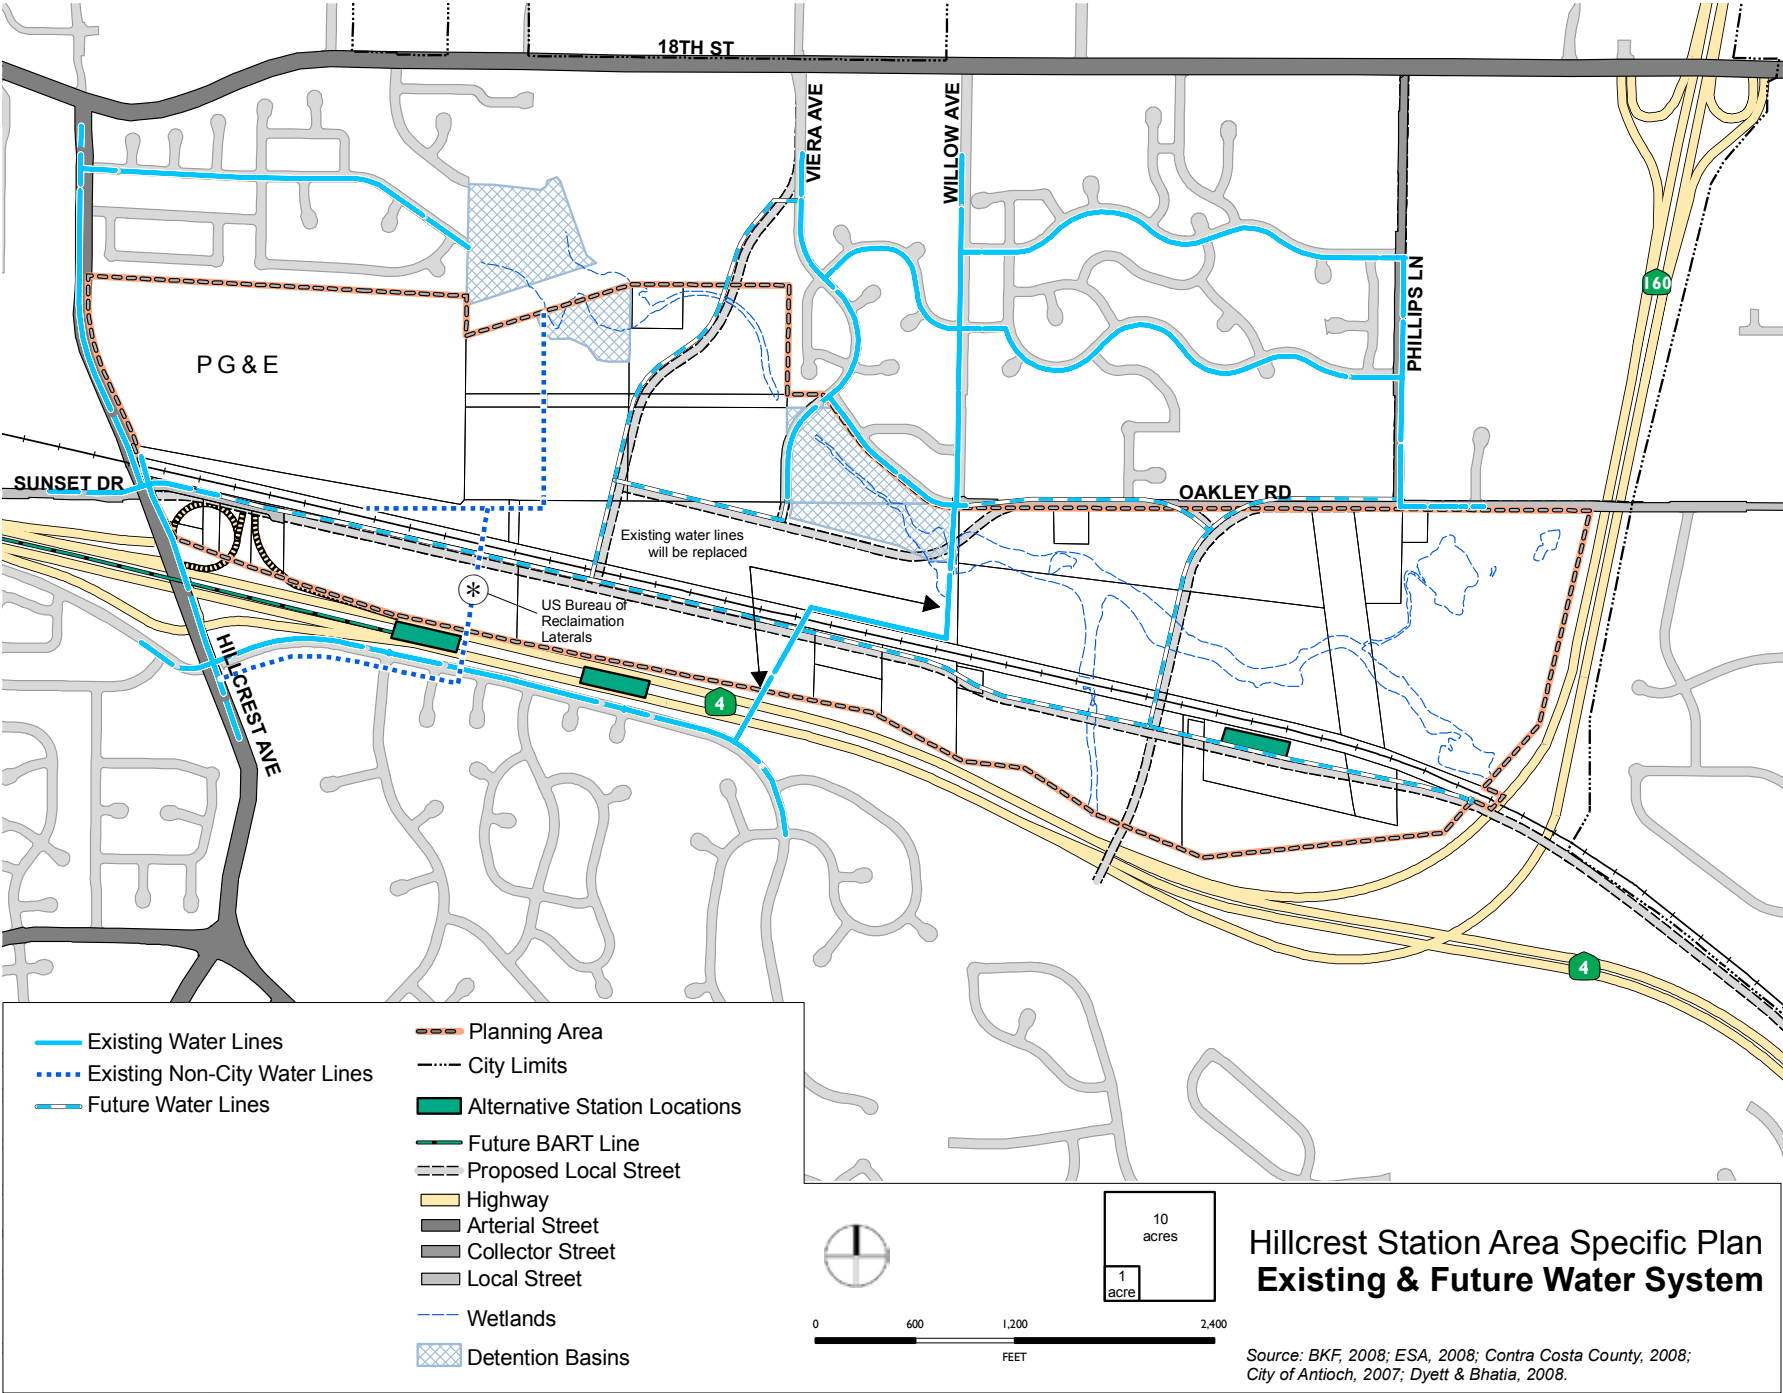 18TH ST
VIERA AVE
WILLOW AVE
PHILLIPS LN
160
PG & E
SUNSET DR
OAKLEY RD
Existing water lines
will be replaced
*
US Bureau of
Reclaimation
Laterals
HILLCREST AVE
4
4
Existing Water Lines
Existing Non-City Water Lines
Future Water Lines
Planning Area
City Limits
Alternative Station Locations
Future BART Line
Proposed Local Street
Highway
Arterial Street
Collector Street
Local Street
Wetlands
Detention Basins
10
acres
1
acre
0 600 1,200 2,400
FEET
Hillcrest Station Area Specific Plan
Existing & Future Water System
Source: BKF, 2008; ESA, 2008; Contra Costa County, 2008;
City of Antioch, 2007; Dyett & Bhatia, 2008.